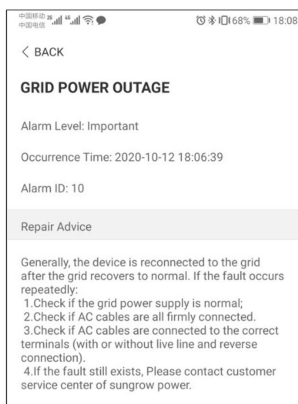 中国移动 26 46
中国电信 68% 18:08
< BACK
GRID POWER OUTAGE
Alarm Level: Important
Occurrence Time: 2020-10-12 18:06:39
Alarm ID: 10
Repair Advice
Generally, the device is reconnected to the grid
after the grid recovers to normal. If the fault occurs
repeatedly:
1.Check if the grid power supply is normal;
2.Check if AC cables are all firmly connected.
3.Check if AC cables are connected to the correct
terminals (with or without live line and reverse
connection).
4.If the fault still exists, Please contact customer
service center of sungrow power.